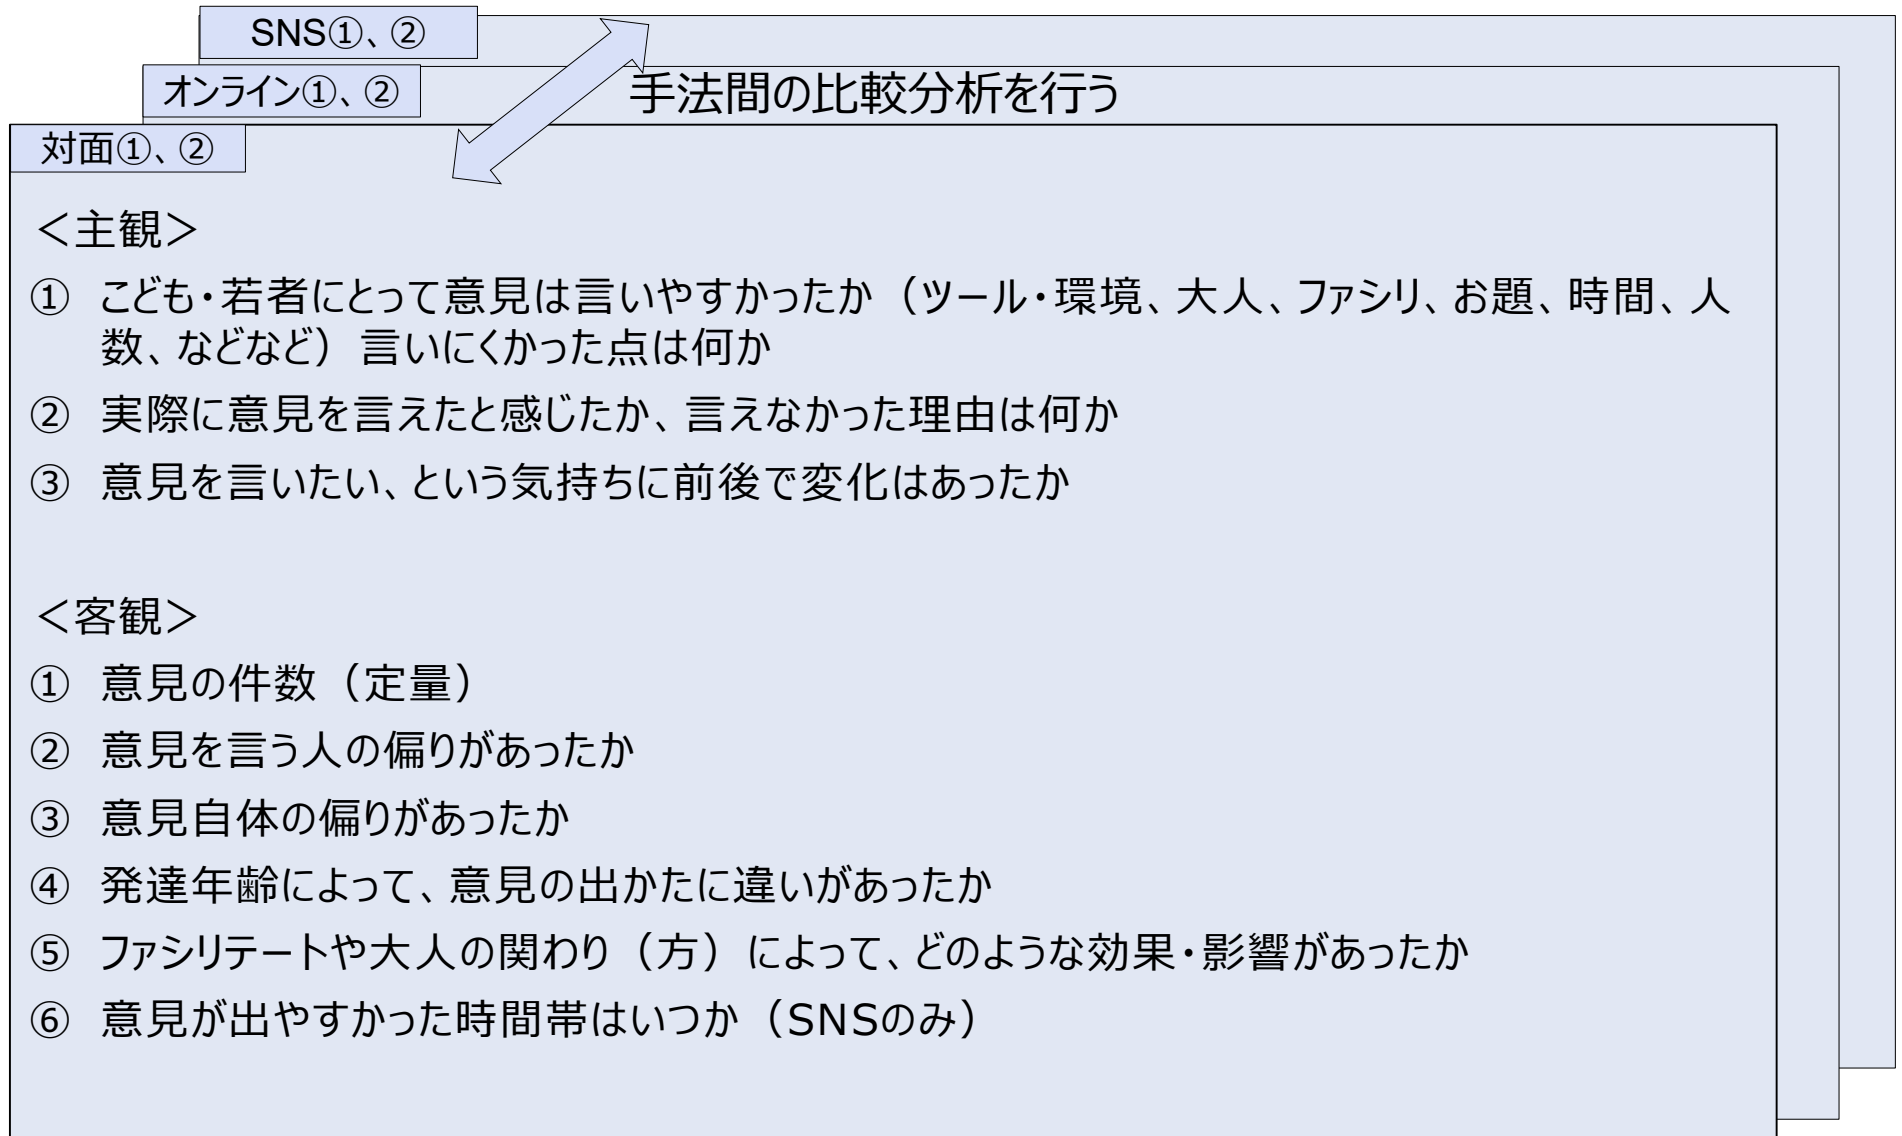 SNS①、②
オンライン①、②
手法間の比較分析を行う
対面①、②
＜主観＞
① こども・若者にとって意見は言いやすかったか（ツール・環境、大人、ファシリ、お題、時間、人
数、などなど）言いにくかった点は何か
② 実際に意見を言えたと感じたか、言えなかった理由は何か
③ 意見を言いたい、という気持ちに前後で変化はあったか
＜客観＞
① 意見の件数（定量）
② 意見を言う人の偏りがあったか
③ 意見自体の偏りがあったか
④ 発達年齢によって、意見の出かたに違いがあったか
⑤ ファシリテートや大人の関わり（方）によって、どのような効果・影響があったか
⑥ 意見が出やすかった時間帯はいつか（SNSのみ）